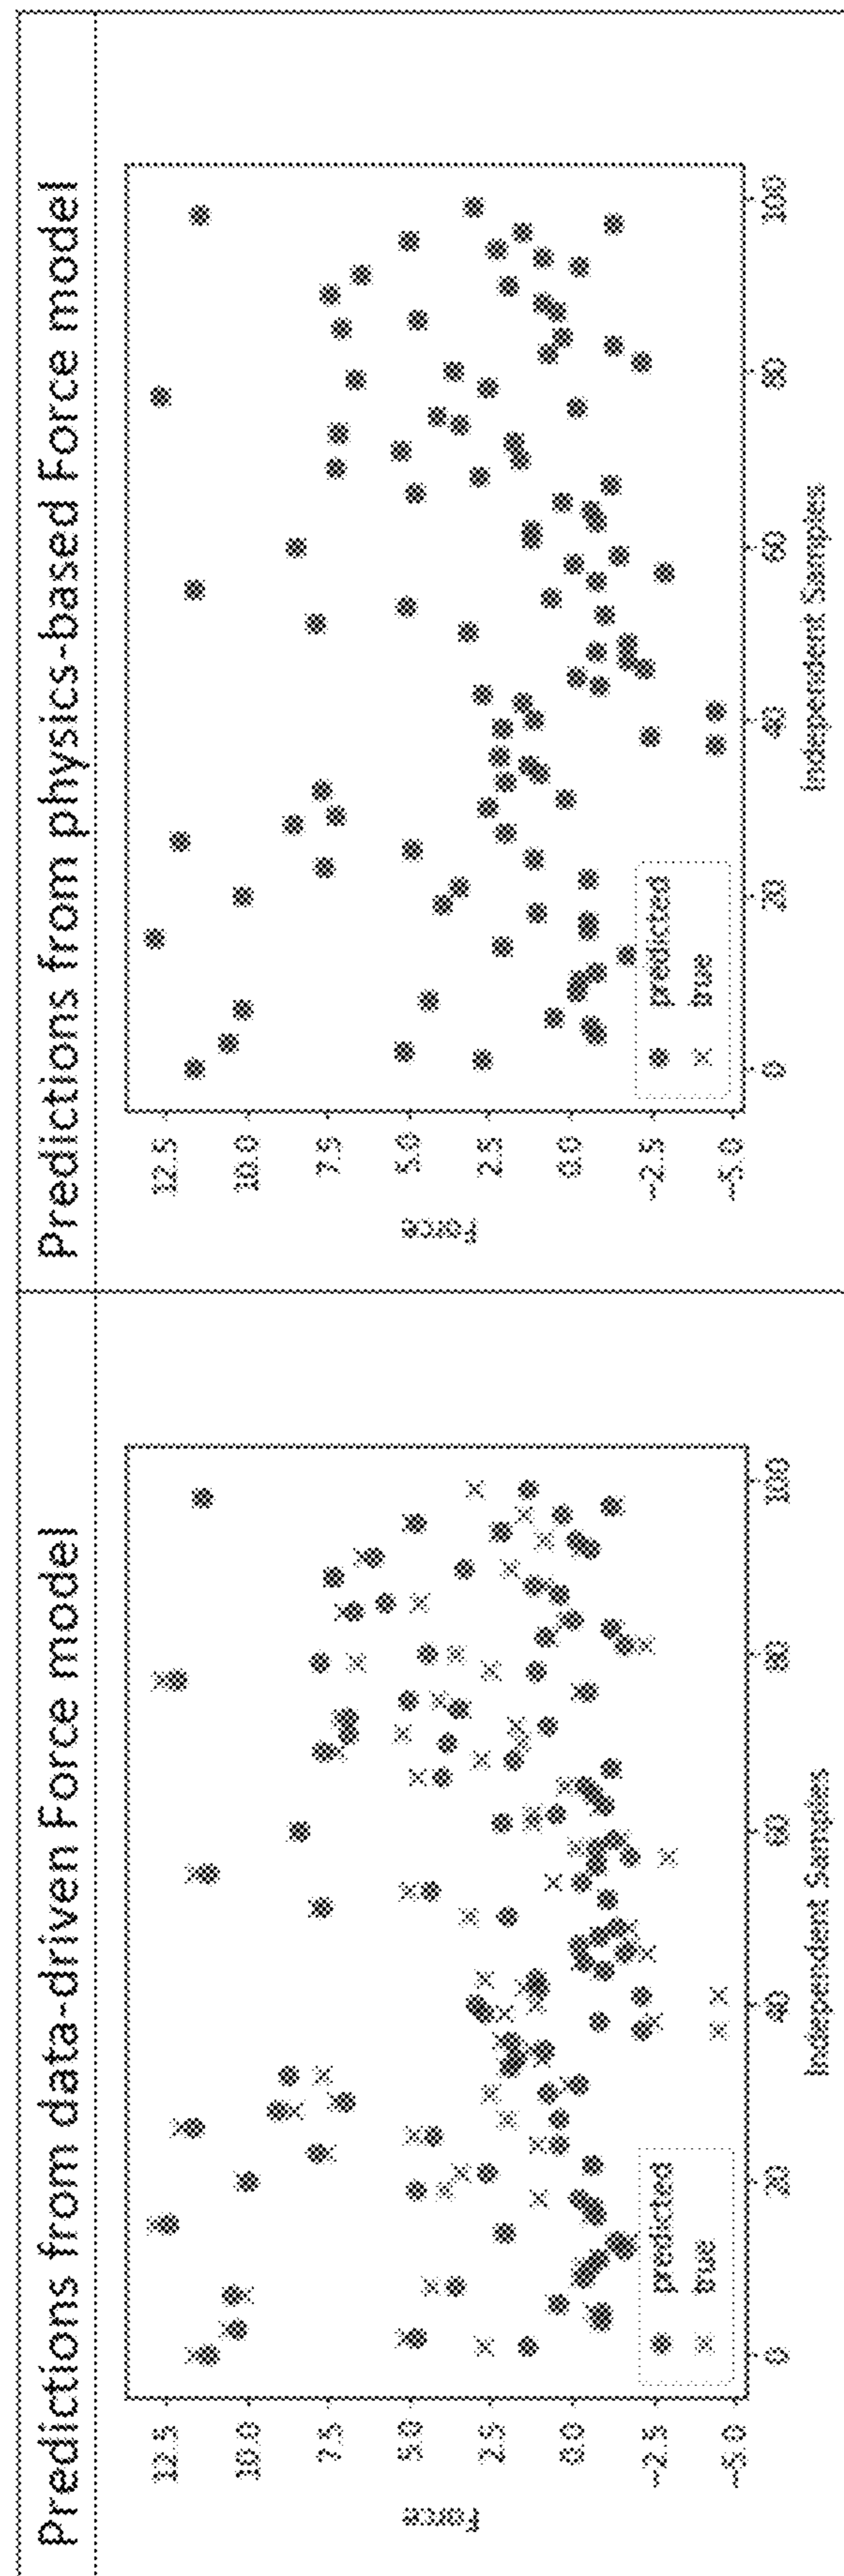 Predictions from data-driven Force model
Force
12.5
10.0
7.5
5.0
2.5
0.0
-2.5
-5.0
predicted
true
0
20
40
60
80
100
Independent Samples
Predictions from physics-based Force model
Force
12.5
10.0
7.5
5.0
2.5
0.0
-2.5
-5.0
predicted
true
0
20
40
60
80
100
Independent Samples